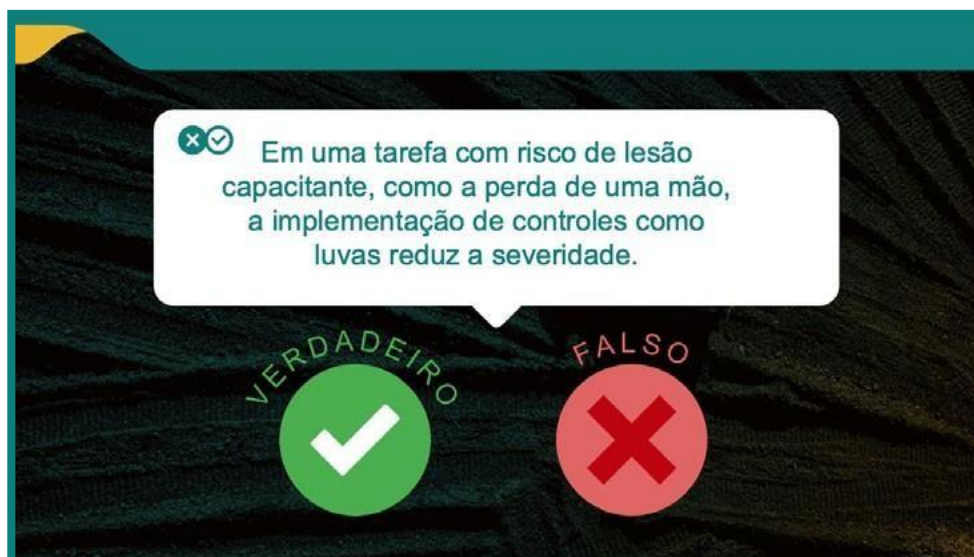 Em uma tarefa com risco de lesão
capacitante, como a perda de uma mão,
a implementação de controles como
luvas reduz a severidade.
VERDADEIRO
FALSO